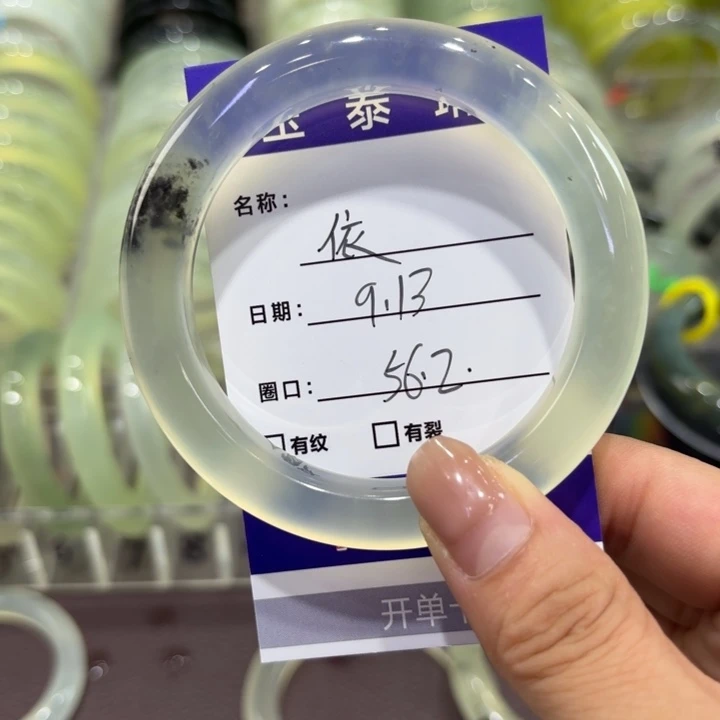 泰
名称：
依
日期：
9.13
圈口：
56.2.
有纹 有裂
开单